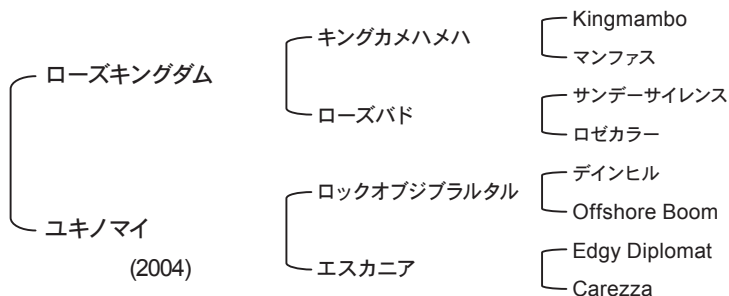 Kingmambo
キングカメハメハ
マンファス
ローズキングダム
サンデーサイレンス
ローズバド
ロゼカラー
デインヒル
ロックオブジブラルタル
Offshore Boom
ユキノマイ
Edgy Diplomat
(2004)
エスカニア
Carezza